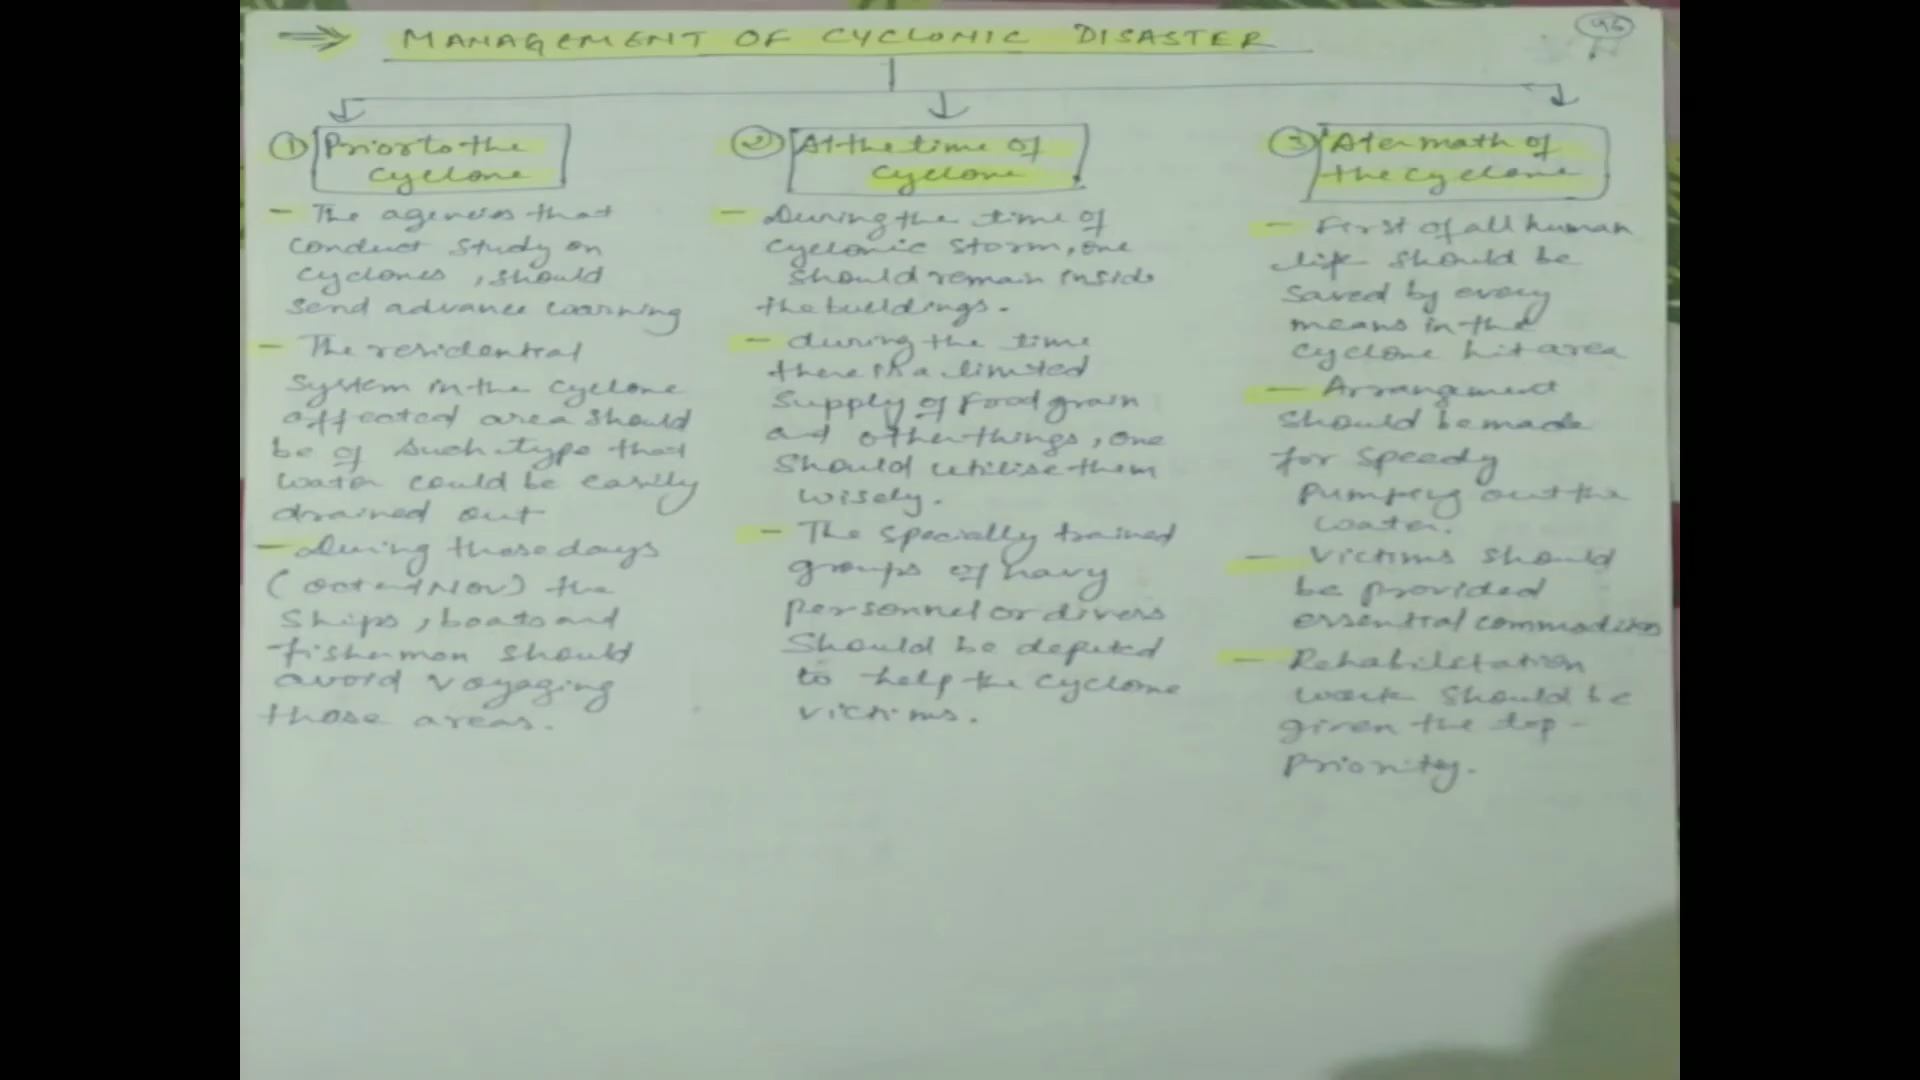 ⇒ MANAGEMENT OF CYCLONIC DISASTER
① Prior to the
cyclone
- The agencies that
conduct study on
cyclones, should
send advance warning
- The residential
system in the cyclone
affected area should
be of such type that
water could be easily
drained out
- During those days
(oct and Nov) the
ships, boats and
fishermen should
avoid voyaging
those areas.
② At the time of
cyclone
- During the time of
cyclonic storm, one
should remain inside
the buildings.
- during the time
there is a limited
supply of food grain
and other things, one
should utilise them
wisely.
- The specially trained
groups of navy
personnel or divers
should be deputed
to help the cyclone
victims.
③ Atermath of
the cyclone
- First of all human
life should be
saved by every
means in the
cyclone hit area
- Arrangement
should be made
for speedy
pumping out the
water.
- Victims should
be provided
essential commodities
- Rehabilitation
work should be
given the top-
priority.